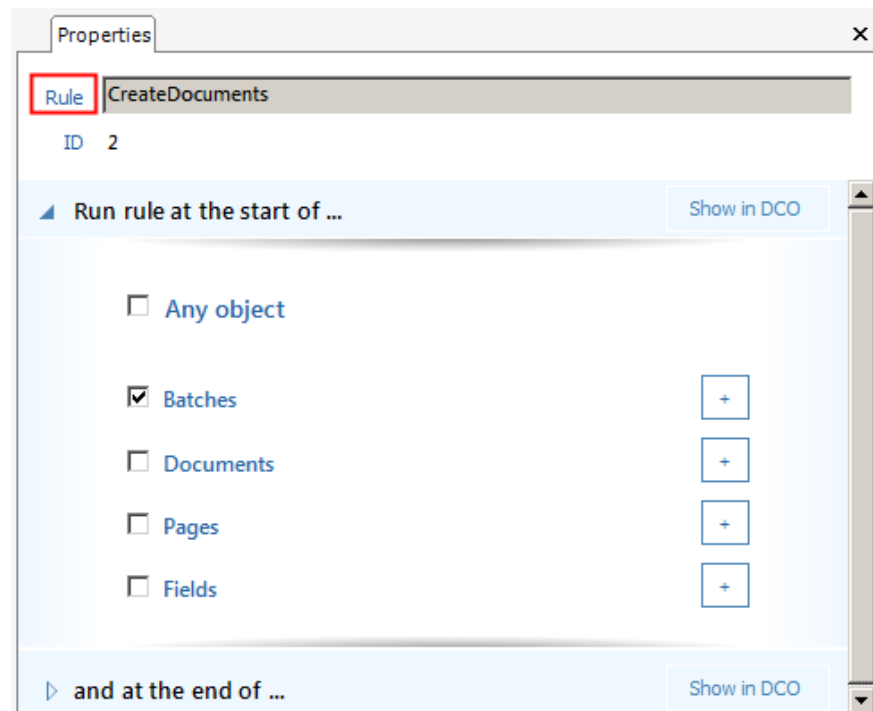 Properties
Rule CreateDocuments
ID 2
Run rule at the start of ... Show in DCO
Any object
Batches +
Documents +
Pages +
Fields +
and at the end of ... Show in DCO